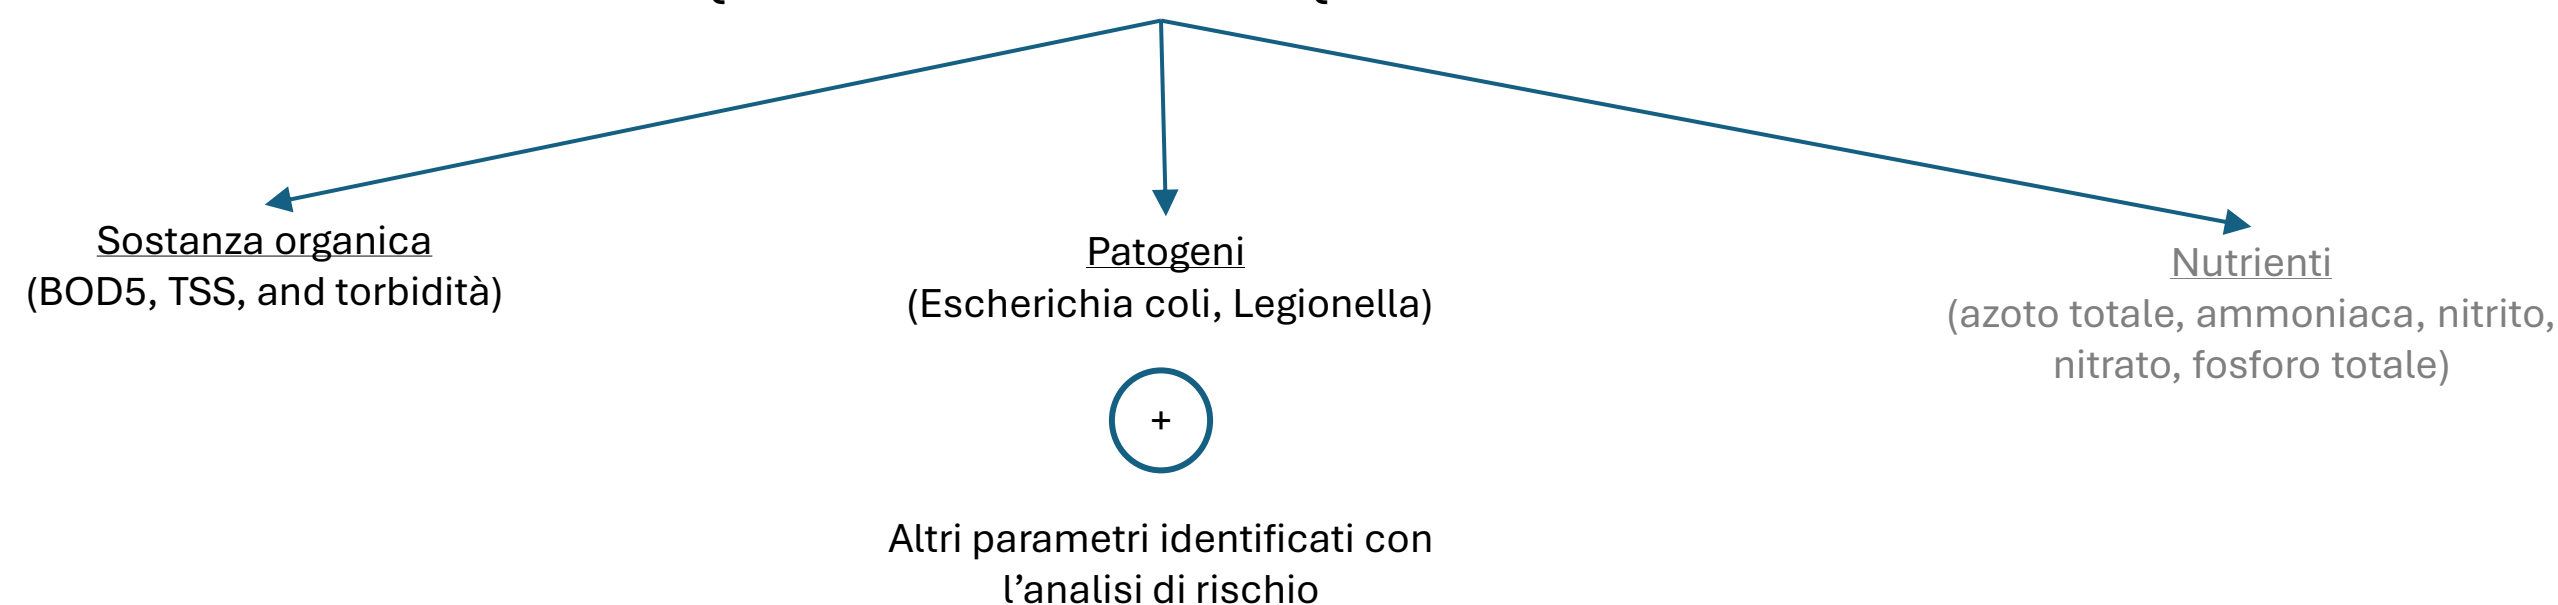 Sostanza organica
(BOD5, TSS, and torbidità)
Patogeni
(Escherichia coli, Legionella)
+
Altri parametri identificati con
l’analisi di rischio
Nutrienti
(azoto totale, ammoniaca, nitrito,
nitrato, fosforo totale)